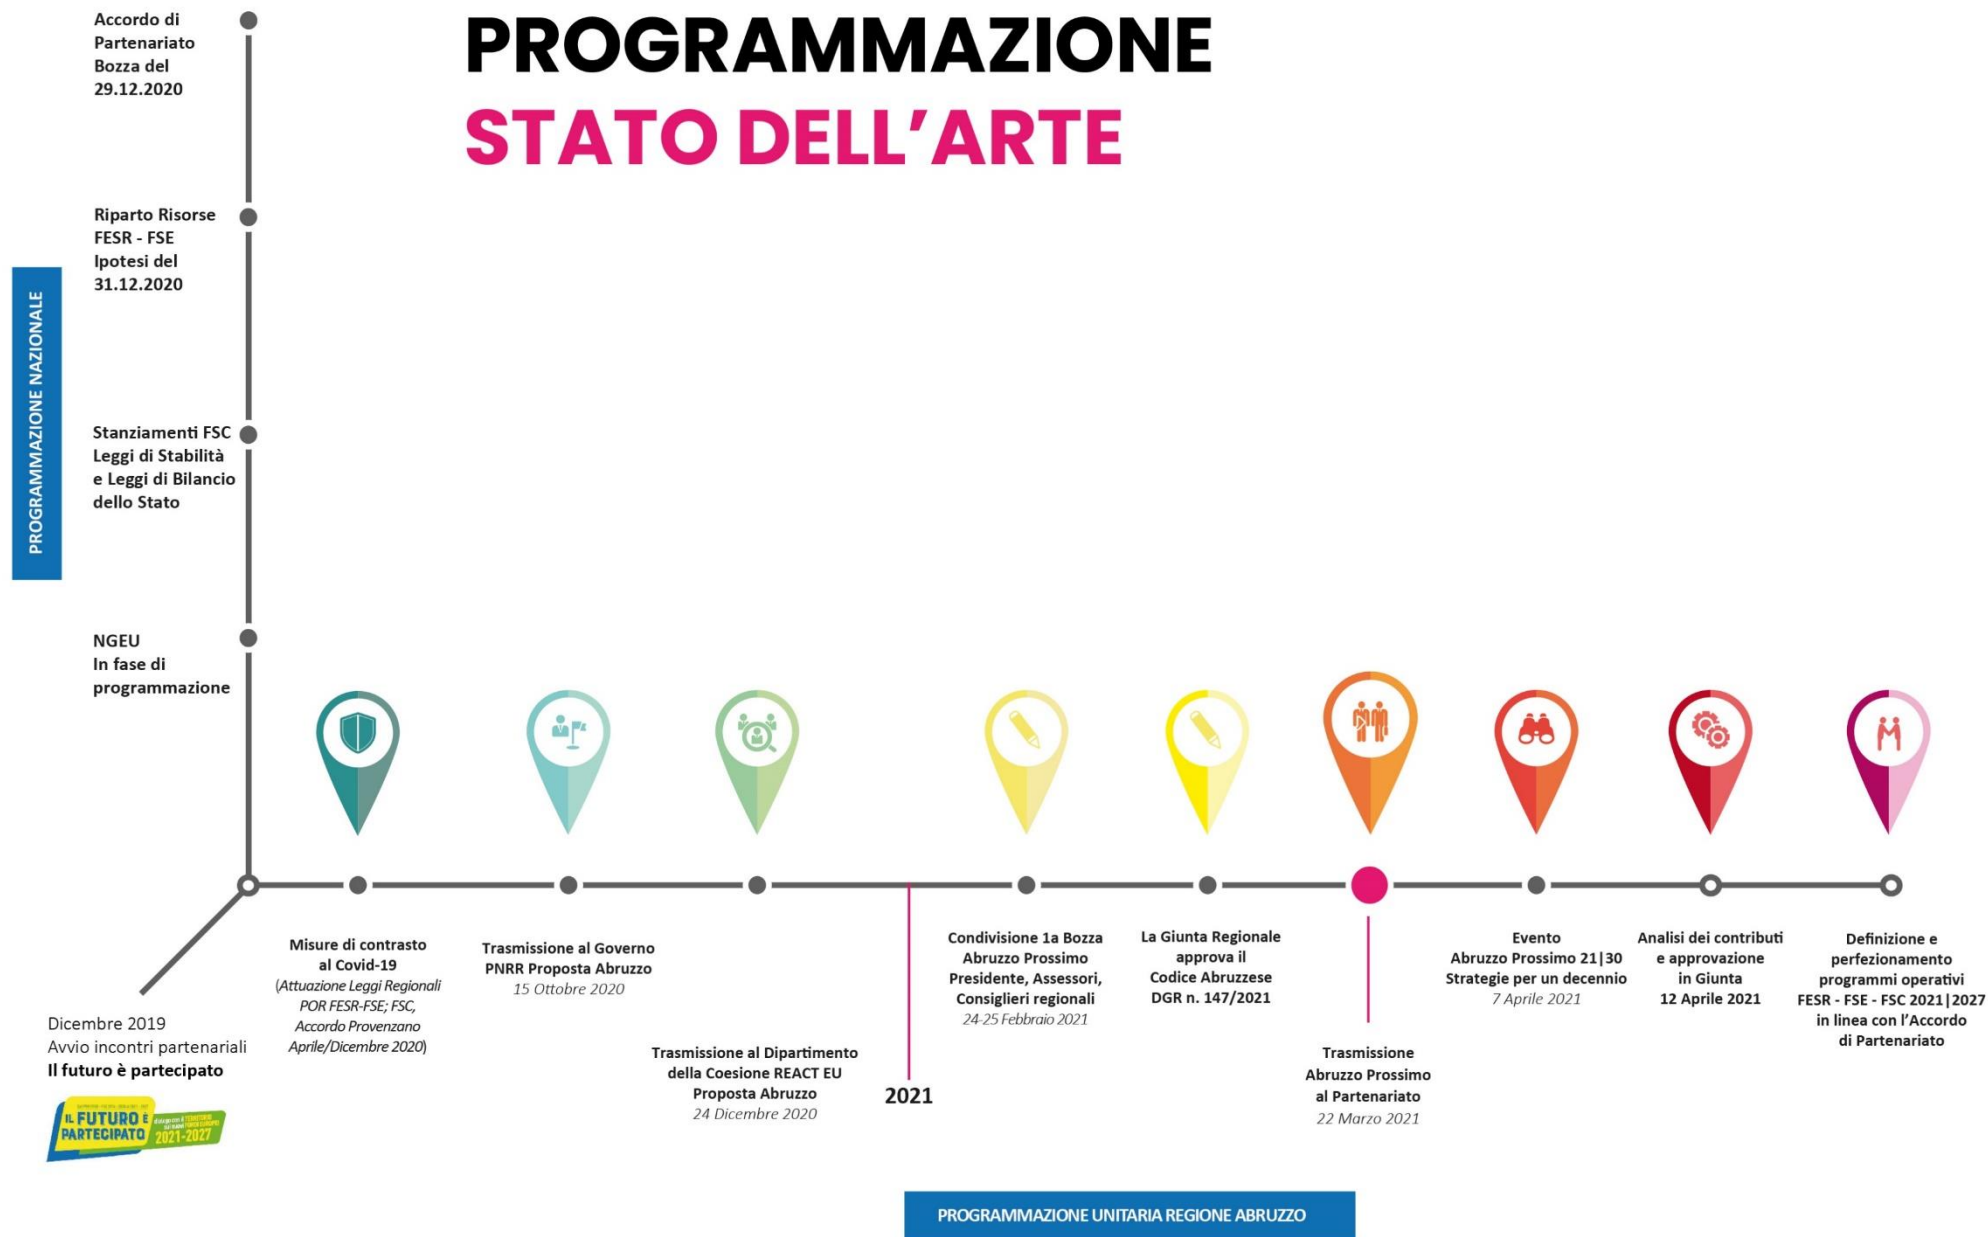 PROGRAMMAZIONE
STATO DELL'ARTE
Accordo di
Partenariato
Bozza del
29.12.2020
Riparto Risorse
FESR - FSE
Ipotesi del
31.12.2020
PROGRAMMAZIONE NAZIONALE
Stanziamenti FSC
Leggi di Stabilità
e Leggi di Bilancio
dello Stato
NGEU
In fase di
programmazione
Dicembre 2019
Avvio incontri partenariali
Il futuro è partecipato
IL FUTURO È
PARTECIPATO
2021-2027
Misure di contrasto
al Covid-19
(Attuazione Leggi Regionali
POR FESR-FSE; FSC,
Accordo Provenzano
Aprile/Dicembre 2020)
Trasmissione al Governo
PNRR Proposta Abruzzo
15 Ottobre 2020
Trasmissione al Dipartimento
della Coesione REACT EU
Proposta Abruzzo
24 Dicembre 2020
2021
Condivisione 1a Bozza
Abruzzo Prossimo
Presidente, Assessori,
Consiglieri regionali
24-25 Febbraio 2021
La Giunta Regionale
approva il
Codice Abruzzese
DGR n. 147/2021
Trasmissione
Abruzzo Prossimo
al Partenariato
22 Marzo 2021
Evento
Abruzzo Prossimo 21|30
Strategie per un decennio
7 Aprile 2021
Analisi dei contributi
e approvazione
in Giunta
12 Aprile 2021
Definizione e
perfezionamento
programmi operativi
FESR - FSE - FSC 2021|2027
in linea con l'Accordo
di Partenariato
PROGRAMMAZIONE UNITARIA REGIONE ABRUZZO